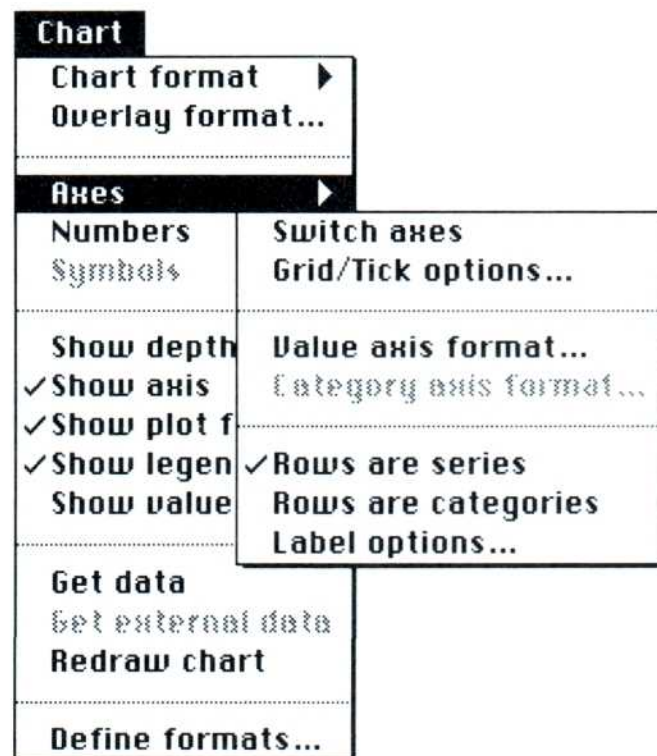 Chart
Chart format
Overlay format...
Axes
Numbers
Symbols
Show depth
✓Show axis
✓Show plot f
✓Show legen
Show value
Get data
Get external data
Redraw chart
Define formats...
Switch axes
Grid/Tick options...
Value axis format...
Category axis format...
✓Rows are series
Rows are categories
Label options...